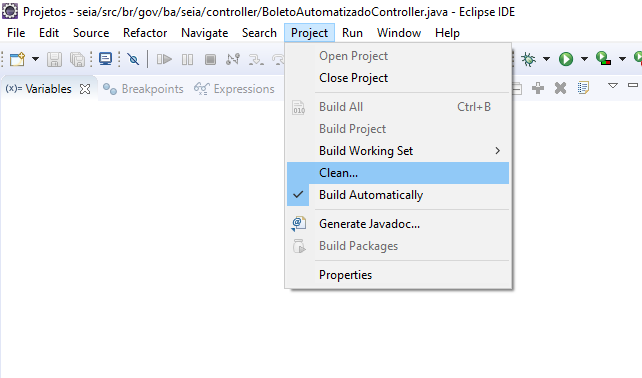 Projetos - seia/src/br/gov/ba/seia/controller/BoletoAutomatizadoController.java - Eclipse IDE
File Edit Source Refactor Navigate Search Project Run Window Help
(x)= Variables Breakpoints Expressions
Open Project
Close Project
Build All Ctrl+B
Build Project
Build Working Set
Clean...
Build Automatically
Generate Javadoc...
Build Packages
Properties